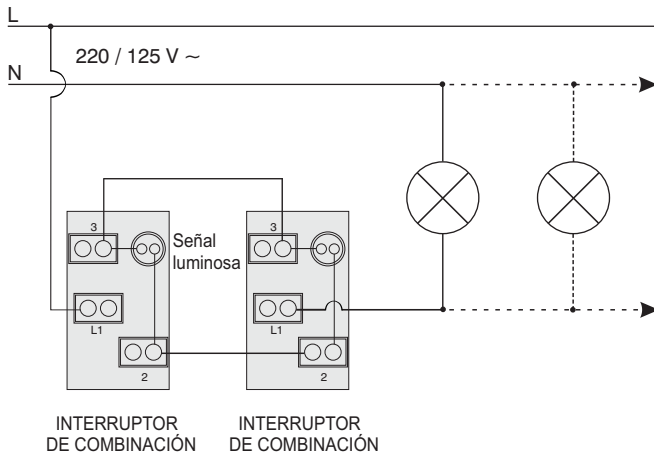 L
220 / 125 V ~
N
3
3
Señal
luminosa
L1
L1
2
2
INTERRUPTOR
DE COMBINACIÓN
INTERRUPTOR
DE COMBINACIÓN